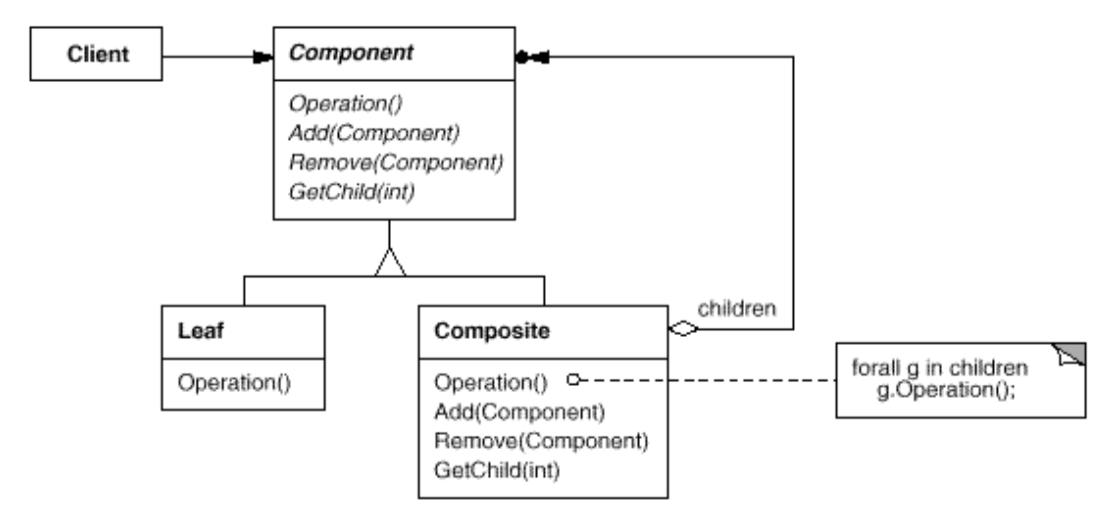 Client
Component
Operation()
Add(Component)
Remove(Component)
GetChild(int)
Leaf
Operation()
Composite
Operation()
Add(Component)
Remove(Component)
GetChild(int)
children
forall g in children
g.Operation();